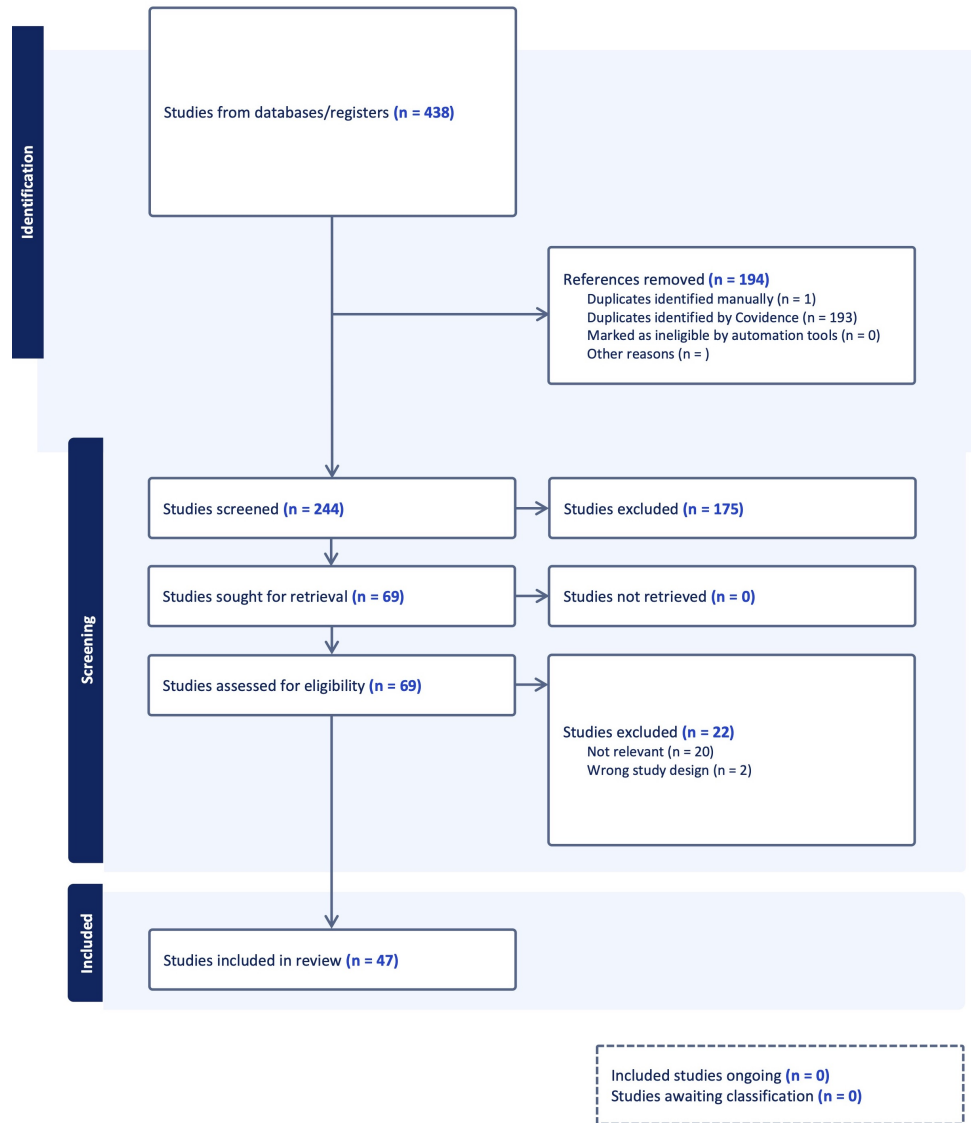 Identification
Studies from databases/registers (n = 438)
References removed (n = 194)
Duplicates identified manually (n = 1)
Duplicates identified by Covidence (n = 193)
Marked as ineligible by automation tools (n = 0)
Other reasons (n = )
Screening
Studies screened (n = 244)
Studies excluded (n = 175)
Studies sought for retrieval (n = 69)
Studies not retrieved (n = 0)
Studies assessed for eligibility (n = 69)
Studies excluded (n = 22)
Not relevant (n = 20)
Wrong study design (n = 2)
Included
Studies included in review (n = 47)
Included studies ongoing (n = 0)
Studies awaiting classification (n = 0)